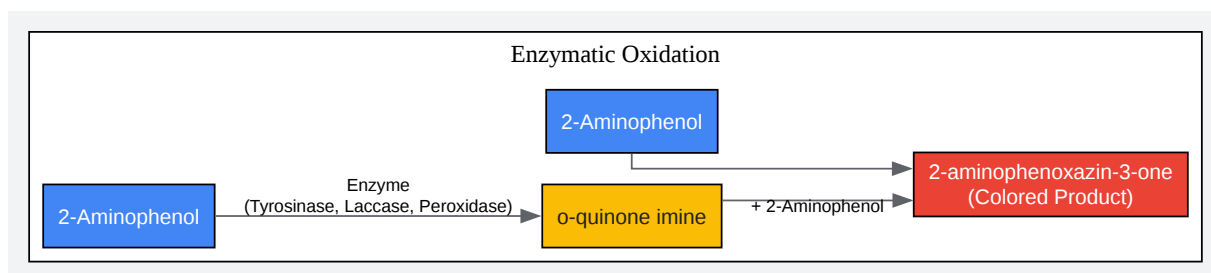 Enzymatic Oxidation
2-Aminophenol
2-Aminophenol
Enzyme
(Tyrosinase, Laccase, Peroxidase)
o-quinone imine
+ 2-Aminophenol
2-aminophenoxazin-3-one
(Colored Product)